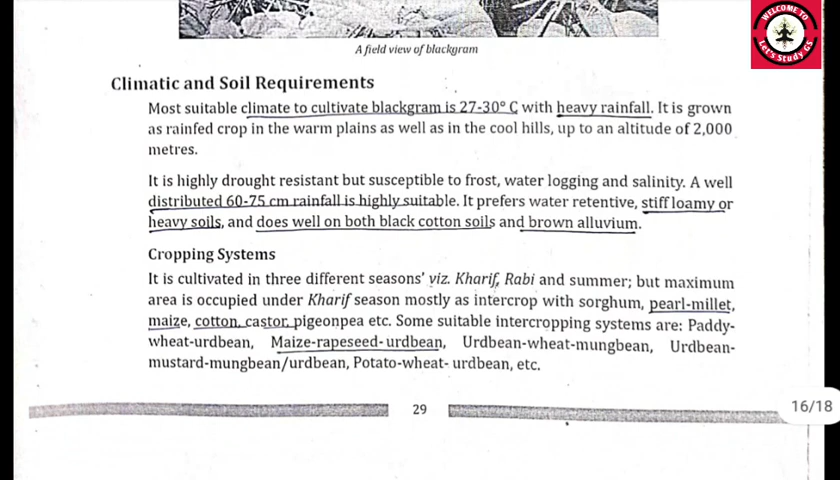 WELCOME TO
Let's Study GS
A field view of blackgram
Climatic and Soil Requirements
Most suitable climate to cultivate blackgram is 27-30° C with heavy rainfall. It is grown
as rainfed crop in the warm plains as well as in the cool hills, up to an altitude of 2,000
metres.
It is highly drought resistant but susceptible to frost, water logging and salinity. A well
distributed 60-75 cm rainfall is highly suitable. It prefers water retentive, stiff loamy or
heavy soils, and does well on both black cotton soils and brown alluvium.
Cropping Systems
It is cultivated in three different seasons' viz. Kharif, Rabi and summer; but maximum
area is occupied under Kharif season mostly as intercrop with sorghum, pearl-millet,
maize, cotton, castor, pigeonpea etc. Some suitable intercropping systems are: Paddy-
wheat-urdbean, Maize-rapeseed-urdbean, Urdbean-wheat-mungbean, Urdbean-
mustard-mungbean/urdbean, Potato-wheat- urdbean, etc.
29
16/18